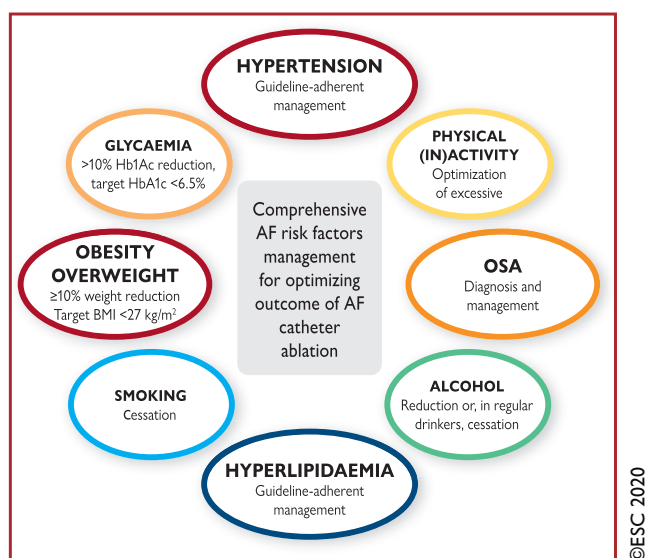 HYPERTENSION
Guideline-adherent
management
GLYCAEMIA
>10% Hb1Ac reduction,
target HbA1c <6.5%
PHYSICAL
(IN)ACTIVITY
Optimization
of excessive
Comprehensive
AF risk factors
management
for optimizing
outcome of AF
catheter
ablation
OBESITY
OVERWEIGHT
≥10% weight reduction
Target BMI <27 kg/m²
OSA
Diagnosis and
management
SMOKING
Cessation
ALCOHOL
Reduction or, in regular
drinkers, cessation
HYPERLIPIDAEMIA
Guideline-adherent
management
©ESC 2020